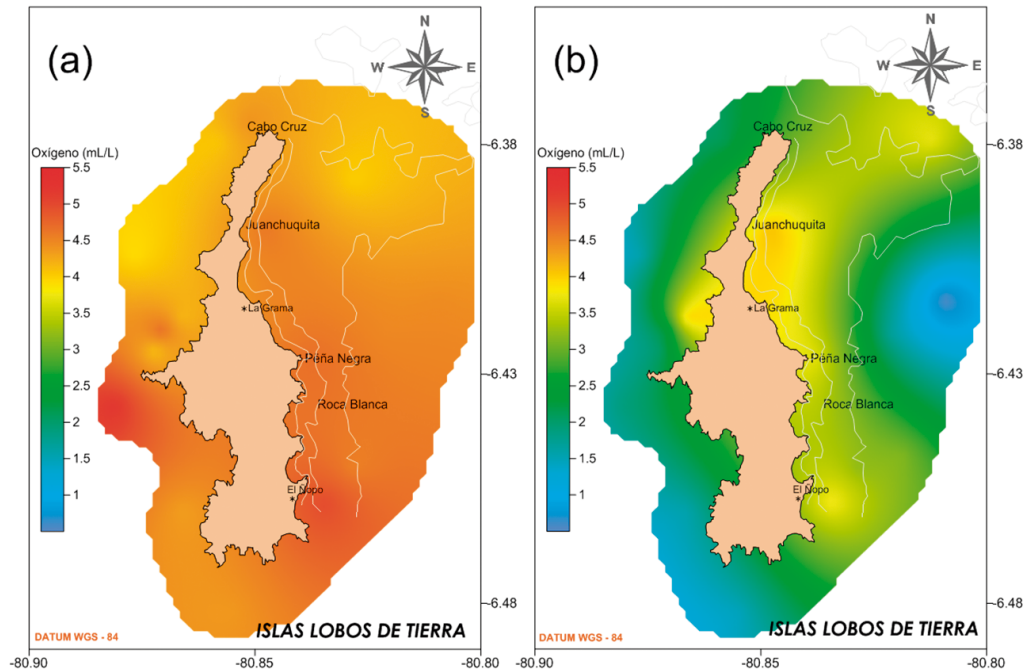 (a)
N
W
E
S
Cabo Cruz
Oxígeno (mL/L)
5.5
5
4.5
4
3.5
3
2.5
2
1.5
1
Juanchuquita
La Grama
Peña Negra
Roca Blanca
El Ñopo
6.38
6.43
6.48
DATUM WGS - 84
ISLAS LOBOS DE TIERRA
-80.90
-80.85
-80.80
(b)
N
W
E
S
Cabo Cruz
Oxígeno (mL/L)
5.5
5
4.5
4
3.5
3
2.5
2
1.5
1
Juanchuquita
La Grama
Peña Negra
Roca Blanca
El Ñopo
-6.38
-6.43
-6.48
DATUM WGS - 84
ISLAS LOBOS DE TIERRA
-80.90
-80.85
-80.80